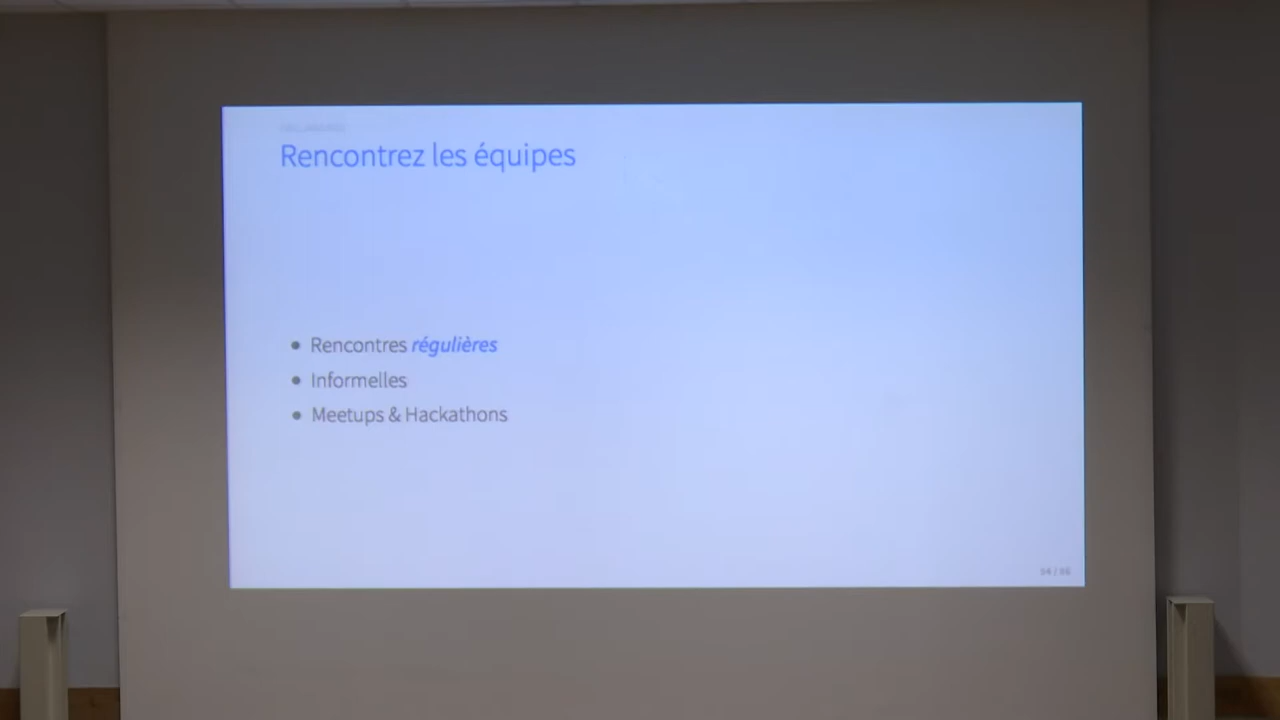 Rencontrez les équipes
• Rencontres régulières
• Informelles
• Meetups & Hackathons